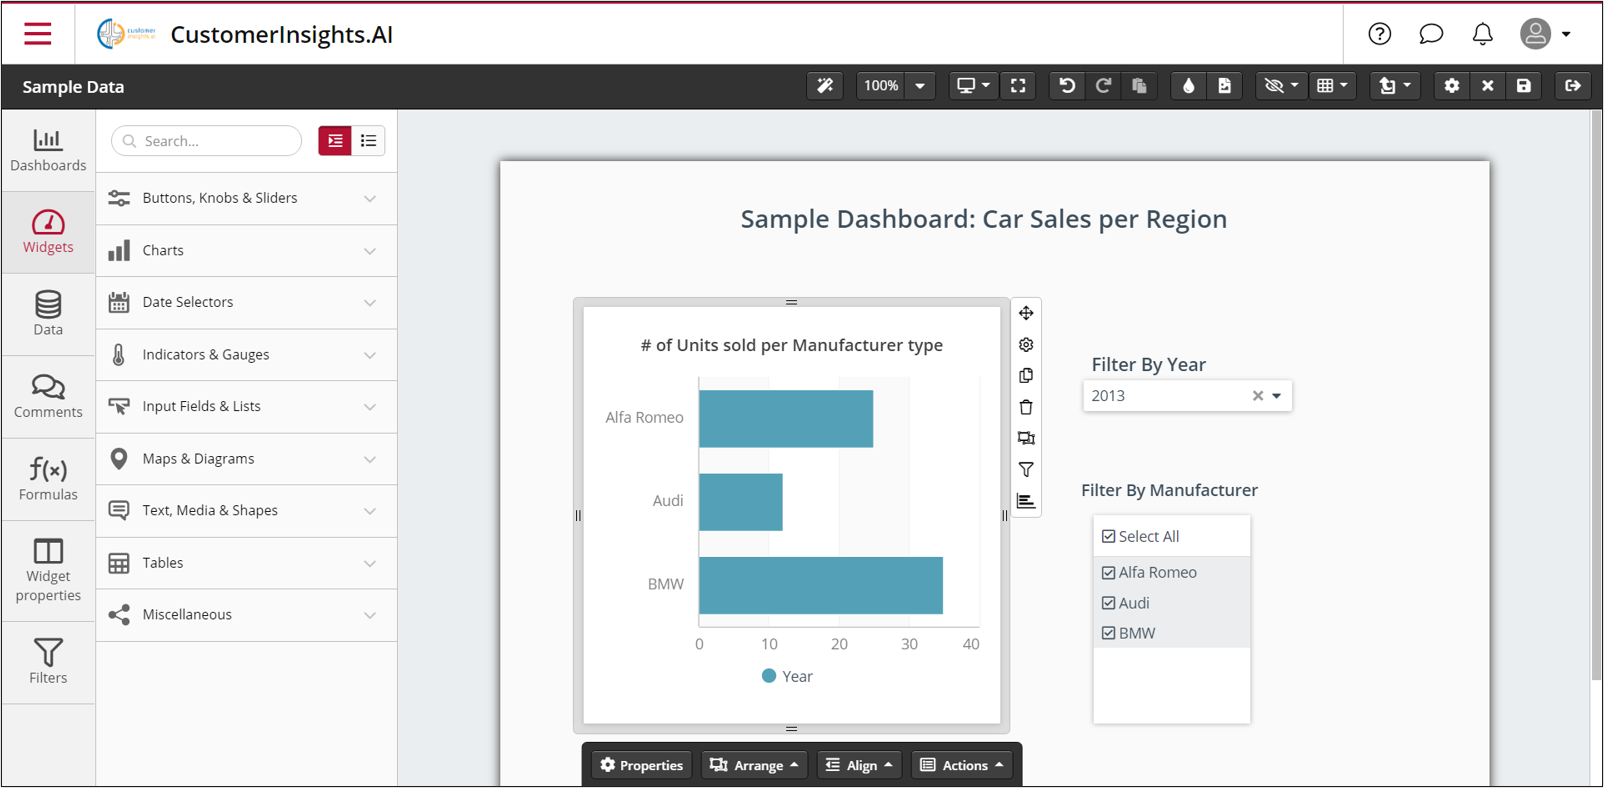 customer
insights.ai
CustomerInsights.AI
Sample Data
100%
Dashboards
Widgets
Data
Comments
f(x)
Formulas
Widget
properties
Filters
Search...
Buttons, Knobs & Sliders
Charts
Date Selectors
Indicators & Gauges
Input Fields & Lists
Maps & Diagrams
Text, Media & Shapes
Tables
Miscellaneous
Sample Dashboard: Car Sales per Region
# of Units sold per Manufacturer type
Alfa Romeo
Audi
BMW
0 10 20 30 40
Year
Filter By Year
2013
Filter By Manufacturer
Select All
Alfa Romeo
Audi
BMW
Properties Arrange Align Actions